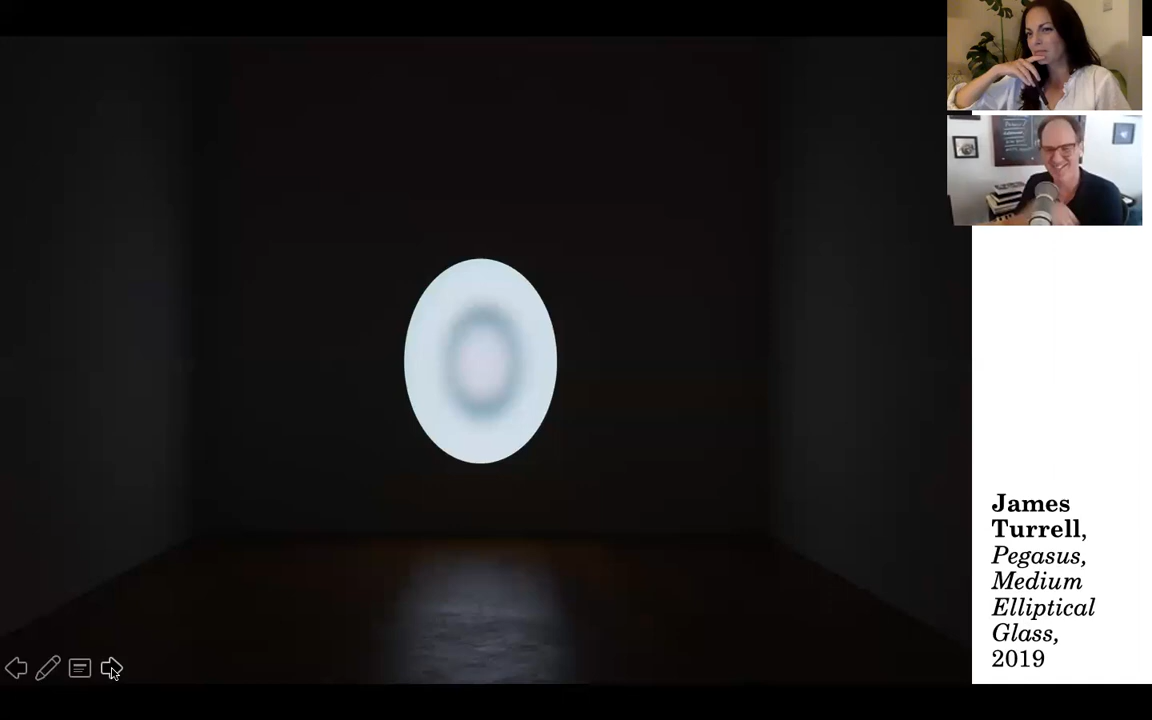 James
Turrell,
Pegasus,
Medium
Elliptical
Glass,
2019